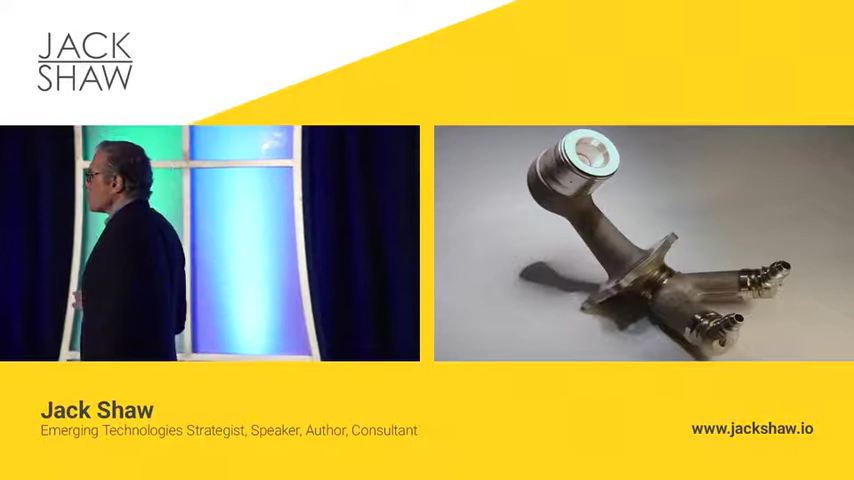 JACK
SHAW
Jack Shaw
Emerging Technologies Strategist, Speaker, Author, Consultant
www.jackshaw.io